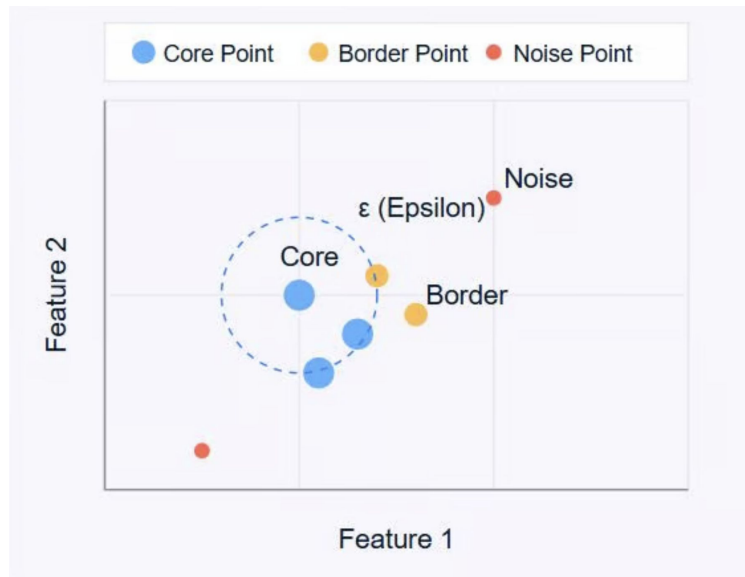 Core Point Border Point Noise Point
Noise
ε (Epsilon)
Core
Border
Feature 2
Feature 1